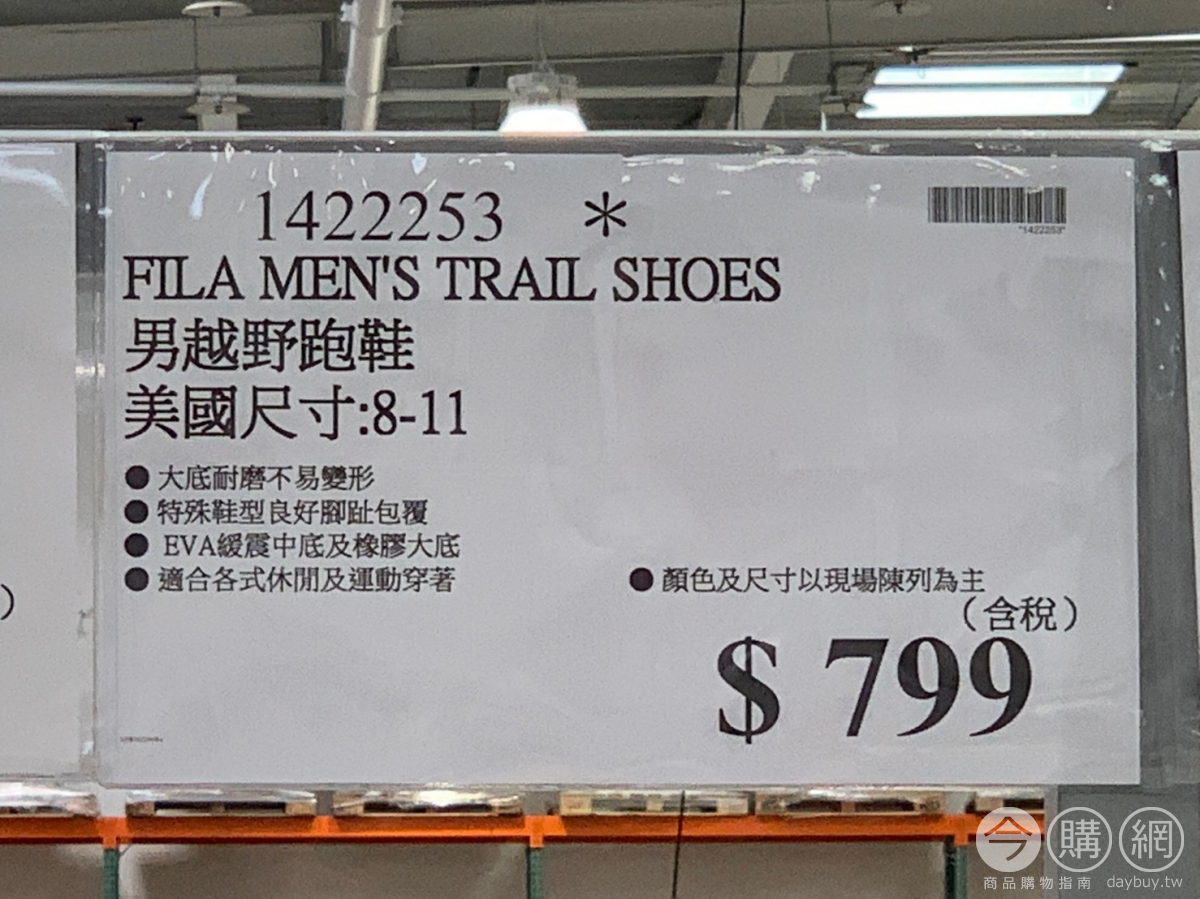 1422253 *
*1422253*
FILA MEN'S TRAIL SHOES
男越野跑鞋
美國尺寸:8-11
● 大底耐磨不易變形
● 特殊鞋型良好腳趾包覆
● EVA緩震中底及橡膠大底
● 適合各式休閒及運動穿著
● 顏色及尺寸以現場陳列為主
(含稅)
$ 799
)
今購網
商品購物指南 daybuy.tw